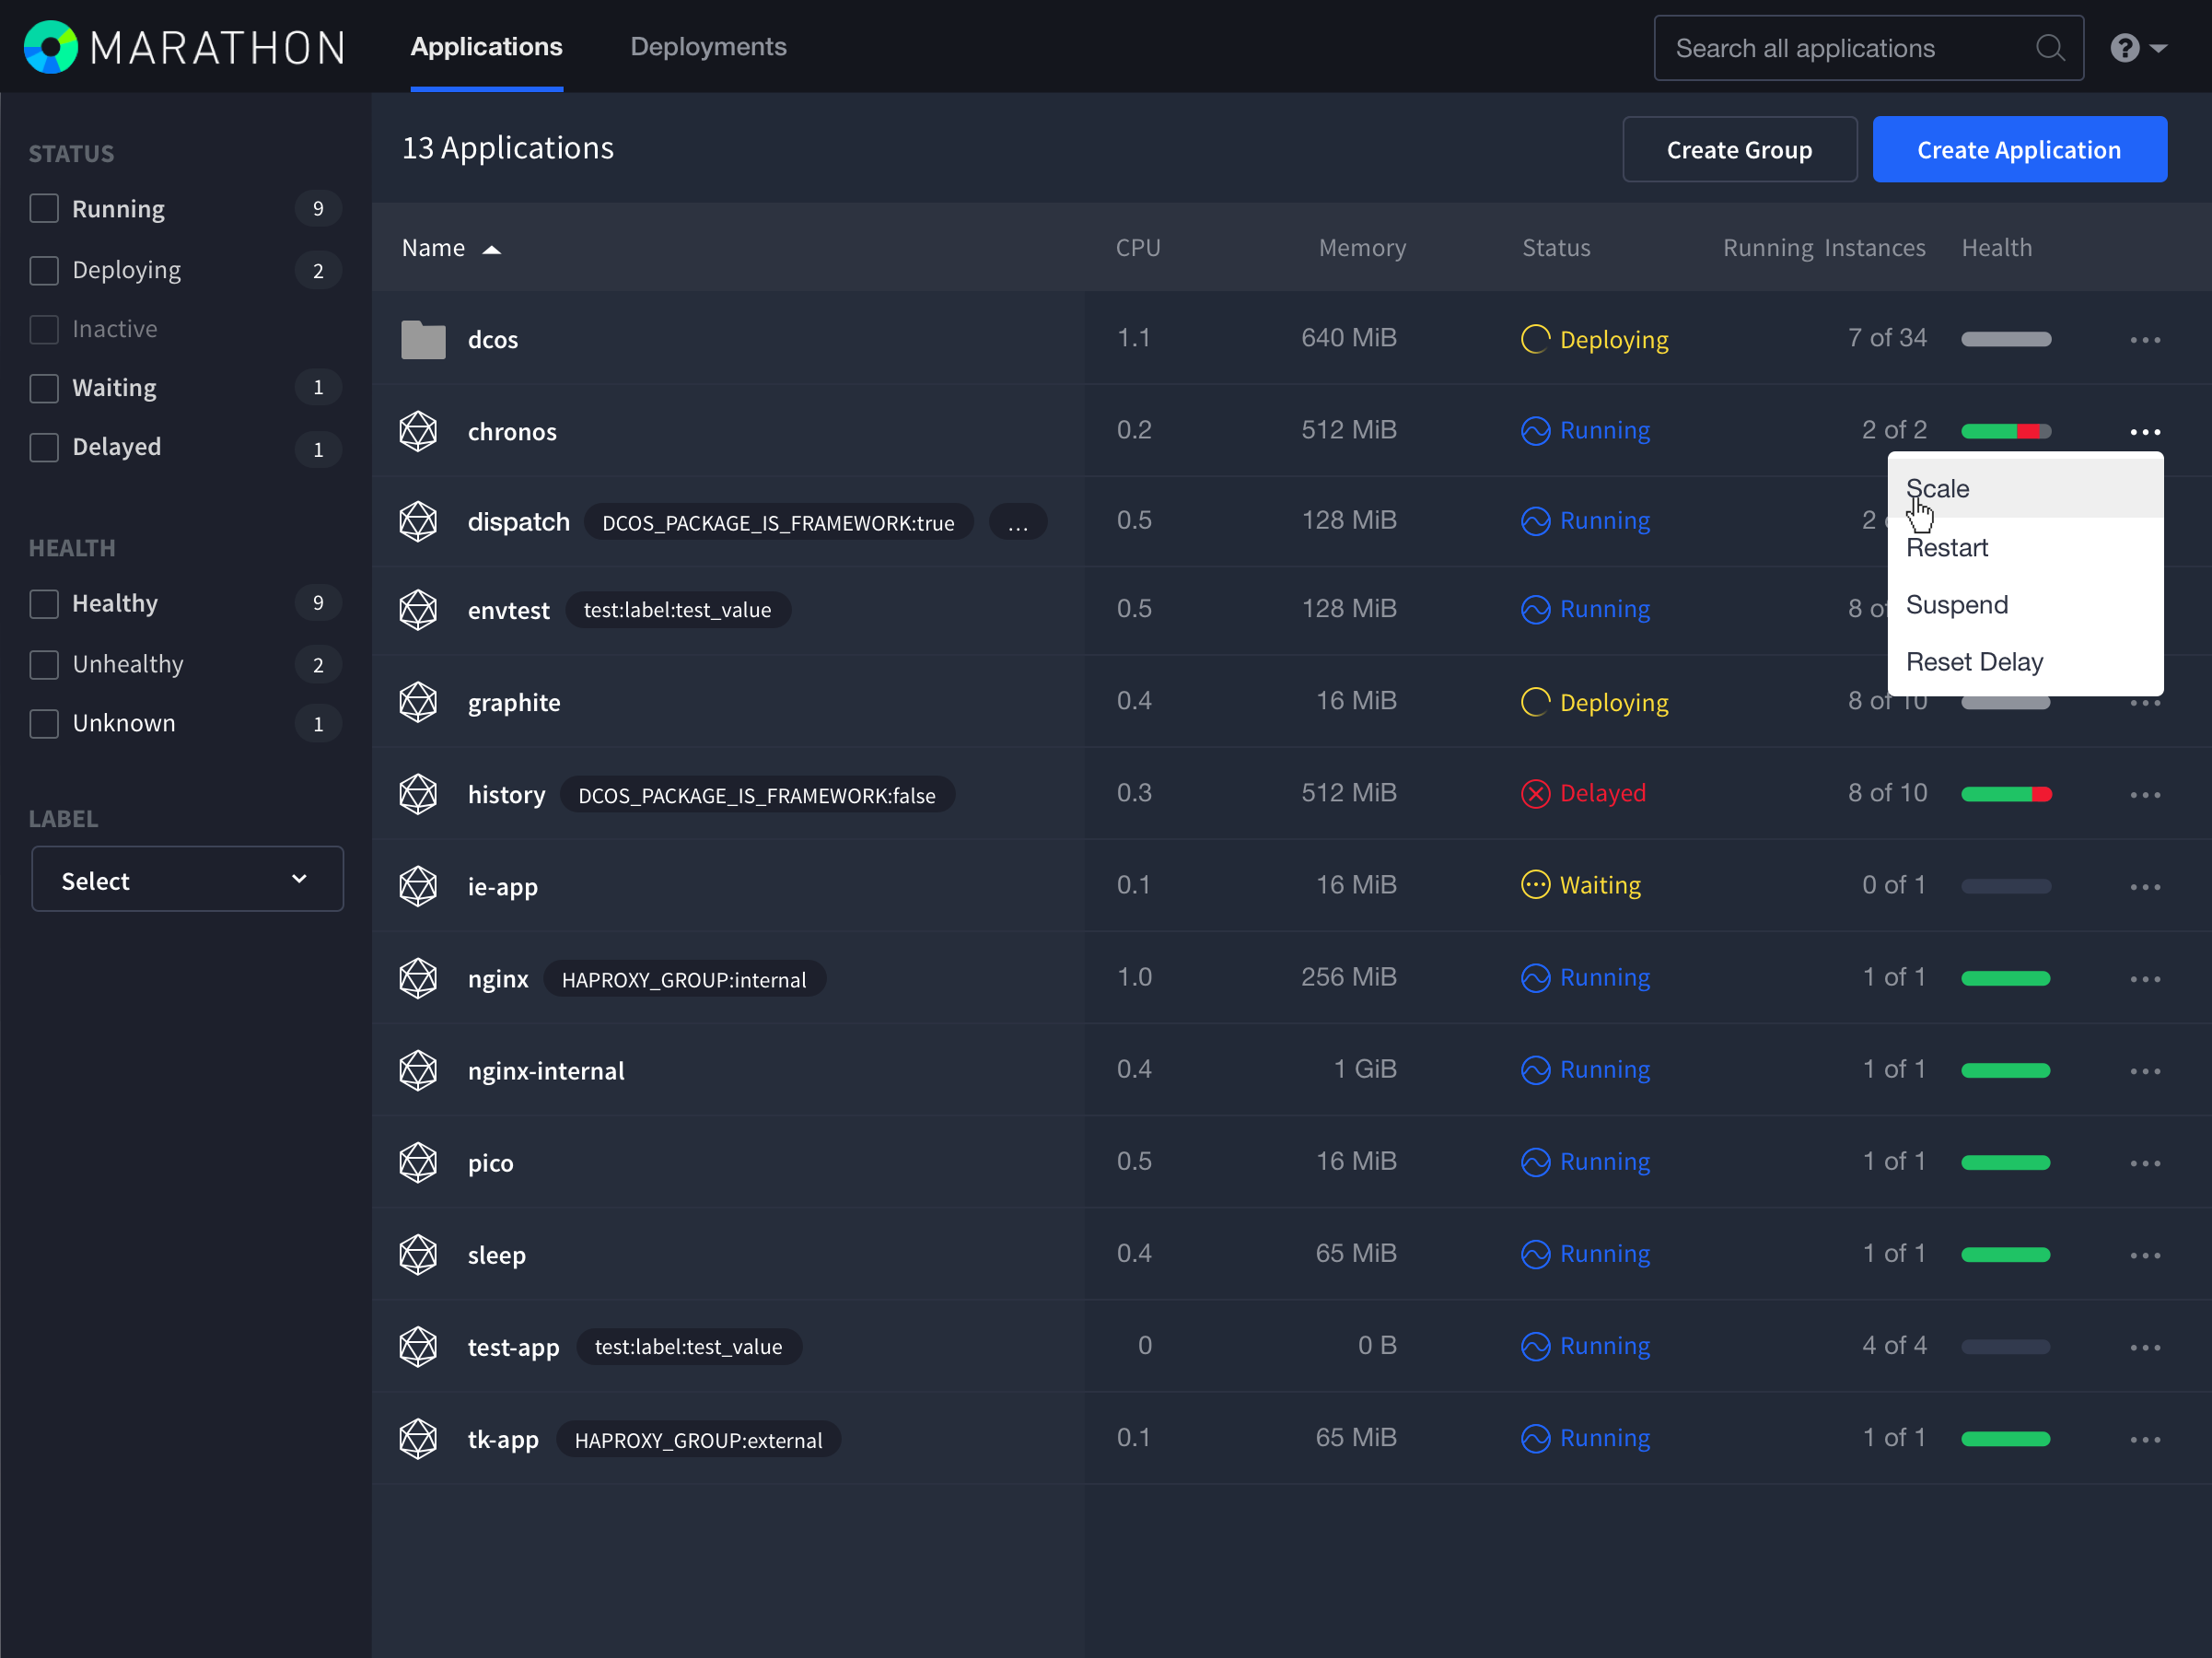 MARATHON Applications Deployments Search all applications ?
STATUS
Running 9
Deploying 2
Inactive
Waiting 1
Delayed 1
HEALTH
Healthy 9
Unhealthy 2
Unknown 1
LABEL
Select
13 Applications Create Group Create Application
Name CPU Memory Status Running Instances Health
dcos 1.1 640 MiB Deploying 7 of 34 ...
chronos 0.2 512 MiB Running 2 of 2 ...
dispatch DCOS_PACKAGE_IS_FRAMEWORK:true ... 0.5 128 MiB Running 2
envtest test:label:test_value 0.5 128 MiB Running 8 of
graphite 0.4 16 MiB Deploying 8 of 10 ...
history DCOS_PACKAGE_IS_FRAMEWORK:false 0.3 512 MiB Delayed 8 of 10 ...
ie-app 0.1 16 MiB Waiting 0 of 1 ...
nginx HAPROXY_GROUP:internal 1.0 256 MiB Running 1 of 1 ...
nginx-internal 0.4 1 GiB Running 1 of 1 ...
pico 0.5 16 MiB Running 1 of 1 ...
sleep 0.4 65 MiB Running 1 of 1 ...
test-app test:label:test_value 0 0 B Running 4 of 4 ...
tk-app HAPROXY_GROUP:external 0.1 65 MiB Running 1 of 1 ...
Scale
Restart
Suspend
Reset Delay